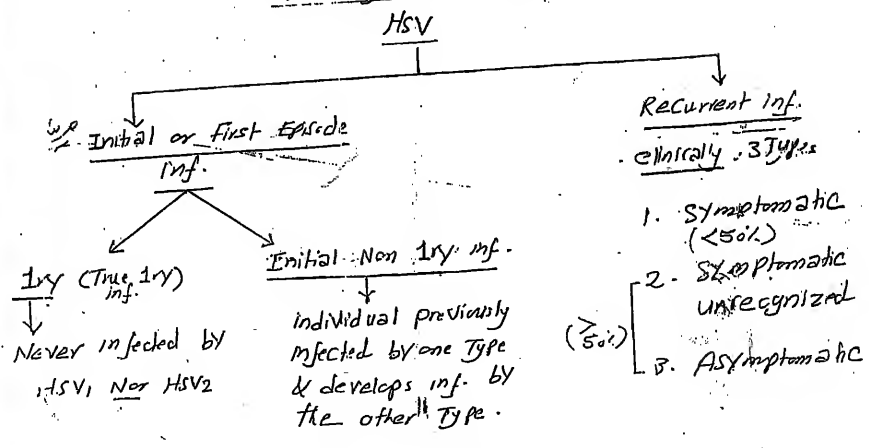 HSV
Initial or First Episode
inf.
1ry (True 1ry)
inf.
Never infected by
HSV1 Nor HSV2
Initial Non 1ry inf.
individual previously
infected by one Type
& develops inf. by
the other Type.
Recurrent inf.
clinically 3 Types
1. Symptomatic
(<50%)
2. Symptomatic
unrecgnized
(>50%)
3. Asymptomatic